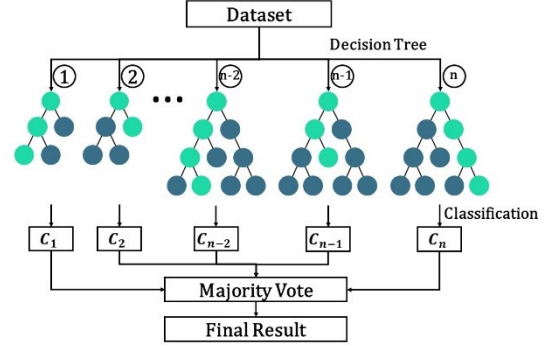 Dataset
Decision Tree
1 2 ... n-2 n-1 n
Classification
C1 C2 Cn-2 Cn-1 Cn
Majority Vote
Final Result